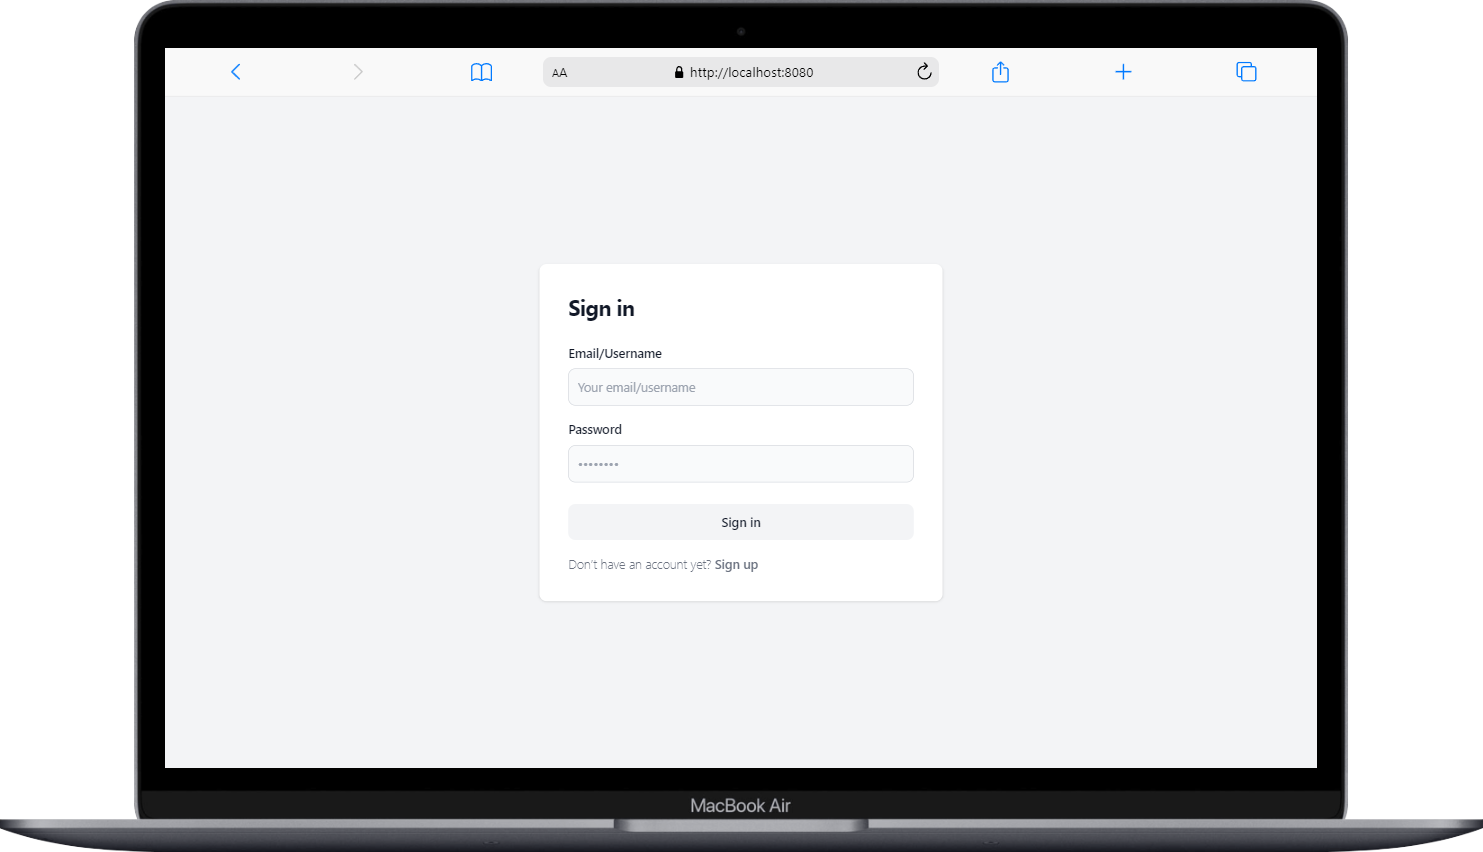 AA http://localhost:8080
Sign in
Email/Username
Your email/username
Password
••••••••
Sign in
Don't have an account yet? Sign up
MacBook Air